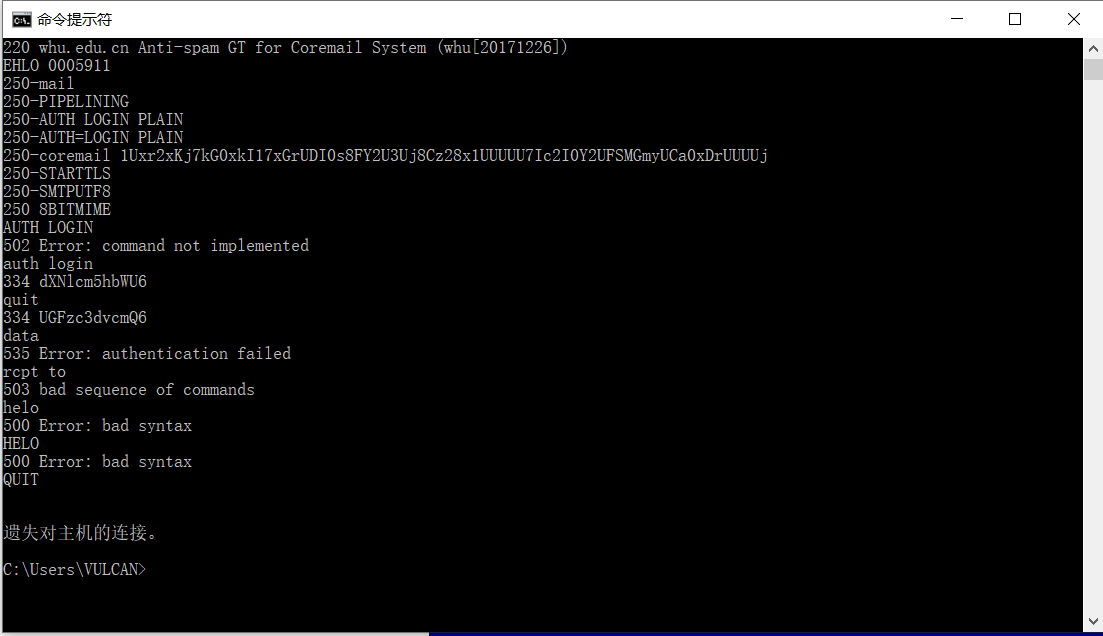 命令提示符
220 whu.edu.cn Anti-spam GT for Coremail System (whu[20171226])
EHLO 0005911
250-mail
250-PIPELINING
250-AUTH LOGIN PLAIN
250-AUTH=LOGIN PLAIN
250-coremail 1Uxr2xKj7kG0xkI17xGrUDI0s8FY2U3Uj8Cz28x1UUUUU7Ic2I0Y2UFSMGmyUCa0xDrUUUUj
250-STARTTLS
250-SMTPUTF8
250 8BITMIME
AUTH LOGIN
502 Error: command not implemented
auth login
334 dXNlcm5hbWU6
quit
334 UGFzc3dvcmQ6
data
535 Error: authentication failed
rcpt to
503 bad sequence of commands
helo
500 Error: bad syntax
HELO
500 Error: bad syntax
QUIT
遗失对主机的连接。
C:\Users\VULCAN>